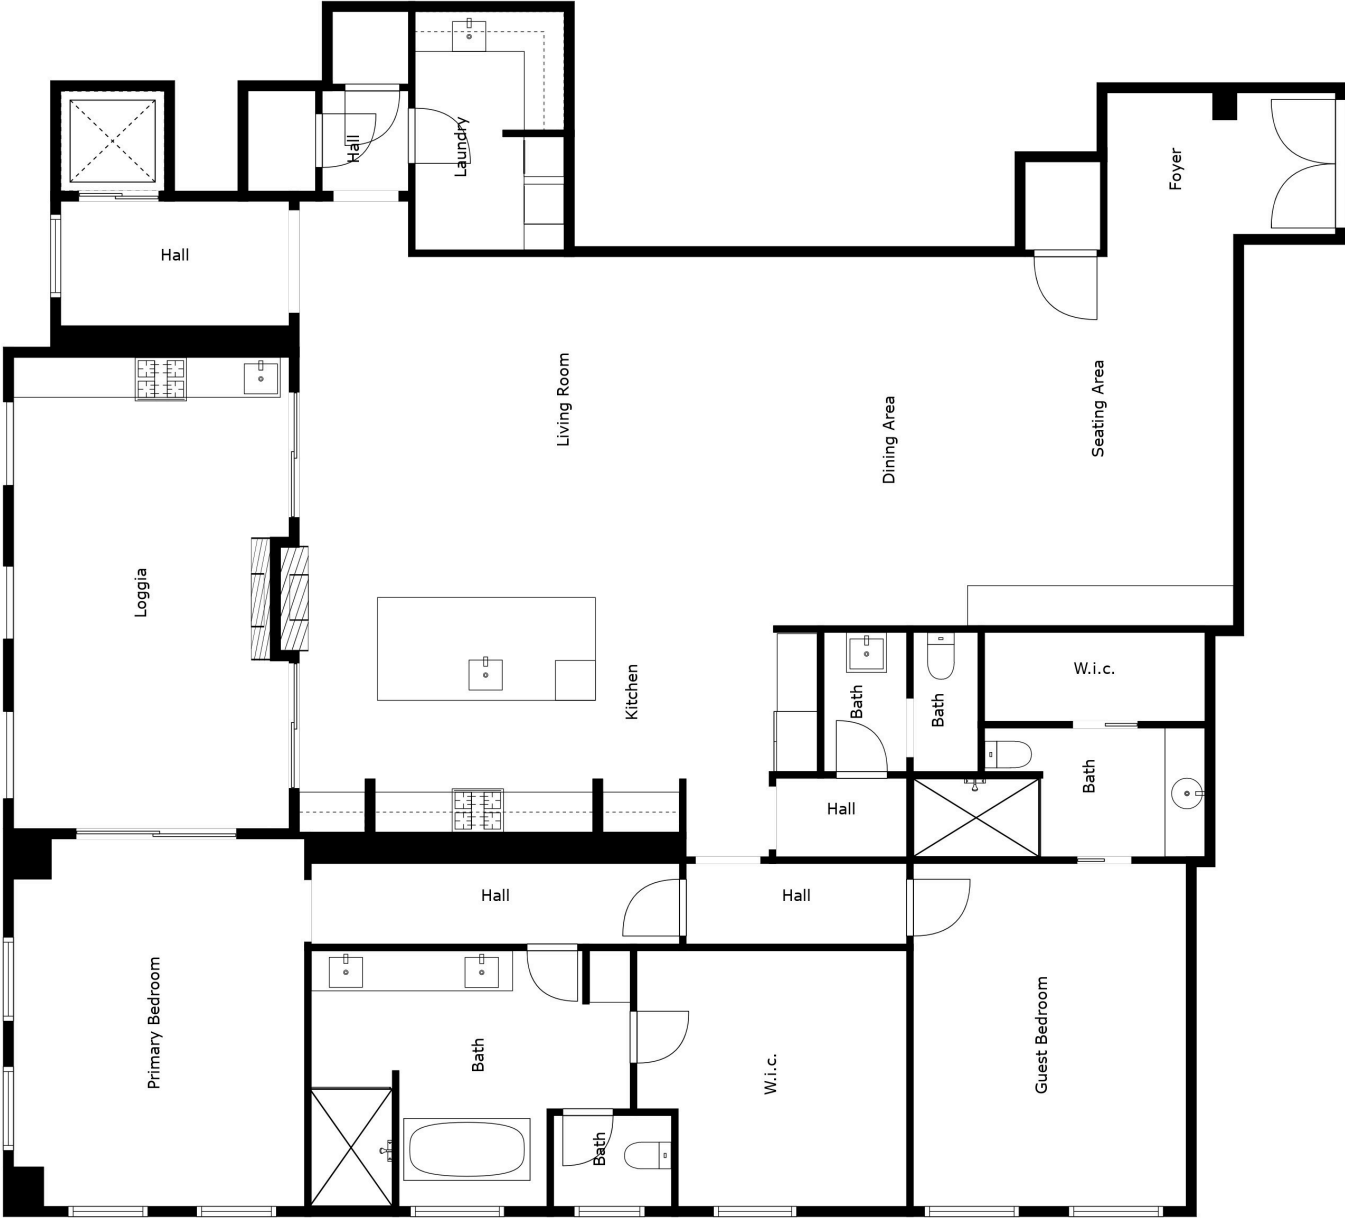 Hall
Laundry
Foyer
Hall
Living Room
Dining Area
Seating Area
Loggia
Kitchen
Bath
Bath
W.i.c.
Bath
Hall
Hall
Hall
Primary Bedroom
Bath
Bath
W.i.c.
Guest Bedroom